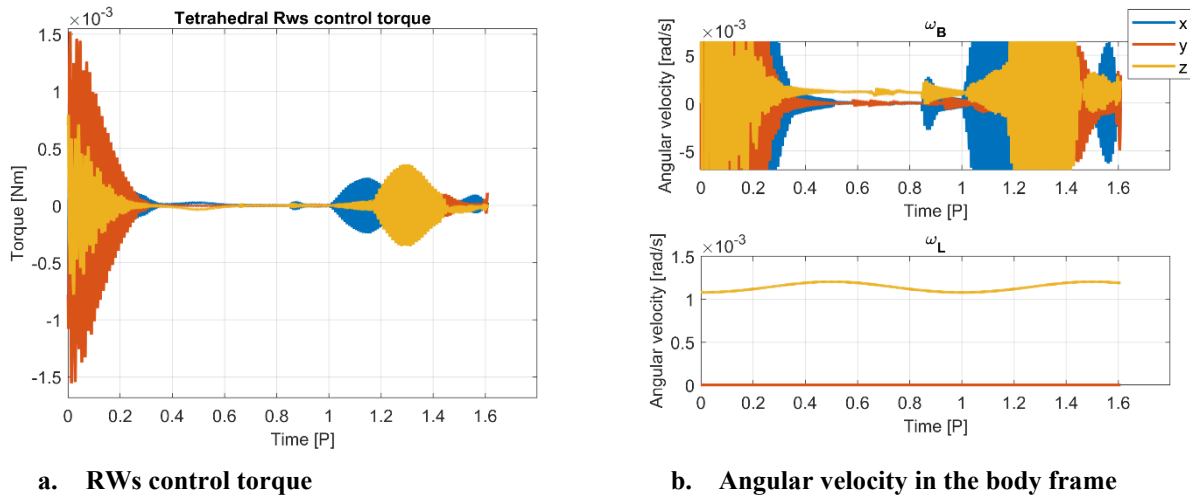 Tetrahedral Rws control torque
×10⁻³
1.5
1
0.5
0
-0.5
-1
-1.5
Torque [Nm]
0 0.2 0.4 0.6 0.8 1 1.2 1.4 1.6
Time [P]
ω_B
×10⁻³
5
0
-5
Angular velocity [rad/s]
0 0.2 0.4 0.6 0.8 1 1.2 1.4 1.6
Time [P]
x
y
z
ω_L
×10⁻³
1.5
1
0.5
0
Angular velocity [rad/s]
0 0.2 0.4 0.6 0.8 1 1.2 1.4 1.6
Time [P]
a. RWs control torque
b. Angular velocity in the body frame